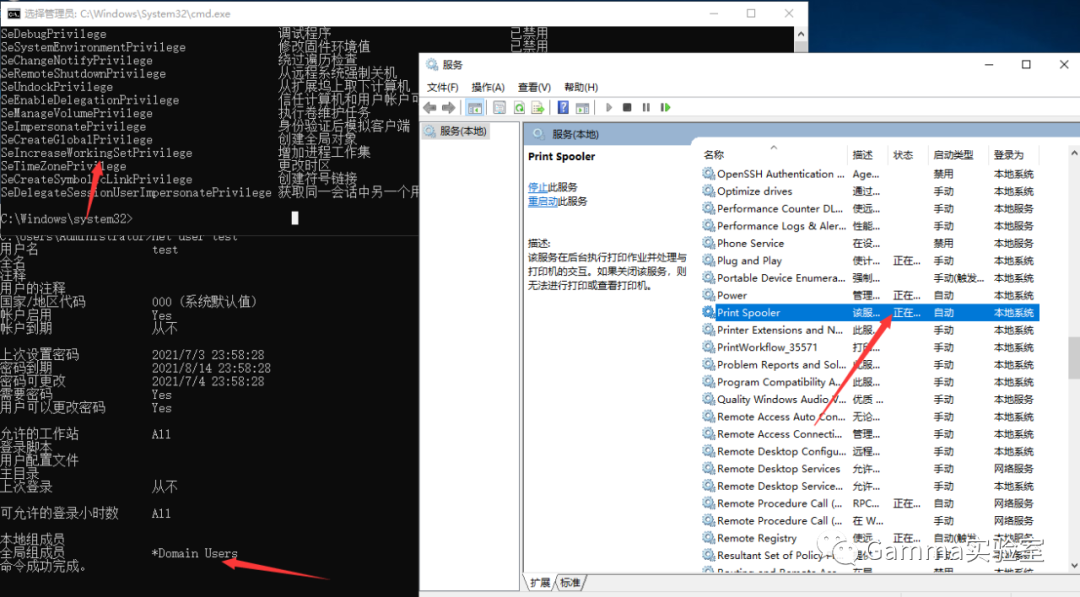 选择管理员: C:\Windows\System32\cmd.exe
SeDebugPrivilege 调试程序 已禁用
SeSystemEnvironmentPrivilege 修改固件环境值 已禁用
SeChangeNotifyPrivilege 绕过遍历检查
SeRemoteShutdownPrivilege 从远程系统强制关机
SeUndockPrivilege 从扩展坞上取下计算机
SeEnableDelegationPrivilege 信任计算机和用户帐户可
SeManageVolumePrivilege 执行卷维护任务
SeImpersonatePrivilege 身份验证后模拟客户端
SeCreateGlobalPrivilege 创建全局对象
SeIncreaseWorkingSetPrivilege 增加进程工作集
SeTimeZonePrivilege 更改时区
SeCreateSymbolicLinkPrivilege 创建符号链接
SeDelegateSessionUserImpersonatePrivilege 获取同一会话中另一个用
C:\Windows\system32>
C:\Users\Administrator>net user test
用户名 test
全名
注释
用户的注释
国家/地区代码 000 (系统默认值)
帐户启用 Yes
帐户到期 从不
上次设置密码 2021/7/3 23:58:28
密码到期 2021/8/14 23:58:28
密码可更改 2021/7/4 23:58:28
需要密码 Yes
用户可以更改密码 Yes
允许的工作站 All
登录脚本
用户配置文件
主目录
上次登录 从不
可允许的登录小时数 All
本地组成员
全局组成员 *Domain Users
命令成功完成。
服务
文件(F) 操作(A) 查看(V) 帮助(H)
服务(本地)
服务(本地)
Print Spooler
停止此服务
重启动此服务
描述:
该服务在后台执行打印作业并处理与
打印机的交互。如果关闭该服务，则
无法进行打印或查看打印机。
名称 描述 状态 启动类型 登录为
OpenSSH Authentication ... Age... 禁用 本地系统
Optimize drives 通过... 手动 本地系统
Performance Counter DL... 使远... 手动 本地服务
Performance Logs & Aler... 性能... 手动 本地服务
Phone Service 在设... 禁用 本地服务
Plug and Play 使计... 正在... 手动 本地系统
Portable Device Enumera... 强制... 手动(触发... 本地系统
Power 管理... 正在... 自动 本地系统
Print Spooler 该服... 正在... 自动 本地系统
Printer Extensions and N... 此服... 手动 本地系统
PrintWorkflow_35571 打印... 手动 本地系统
Problem Reports and Sol... 此服... 手动 本地系统
Program Compatibility A... 此服... 手动 本地系统
Quality Windows Audio V... 优质 ... 手动 本地服务
Remote Access Auto Con... 无论... 手动 本地系统
Remote Access Connecti... 管理... 手动 本地系统
Remote Desktop Configu... 远程... 手动 本地系统
Remote Desktop Services 允许... 手动 网络服务
Remote Desktop Service... 允许... 手动 本地系统
Remote Procedure Call (... RPC... 正在... 自动 网络服务
Remote Procedure Call (... 在 W... 手动 网络服务
Remote Registry 使远... 自动(触发... 本地服务
Resultant Set of Policy
扩展 标准
Gamma实验室